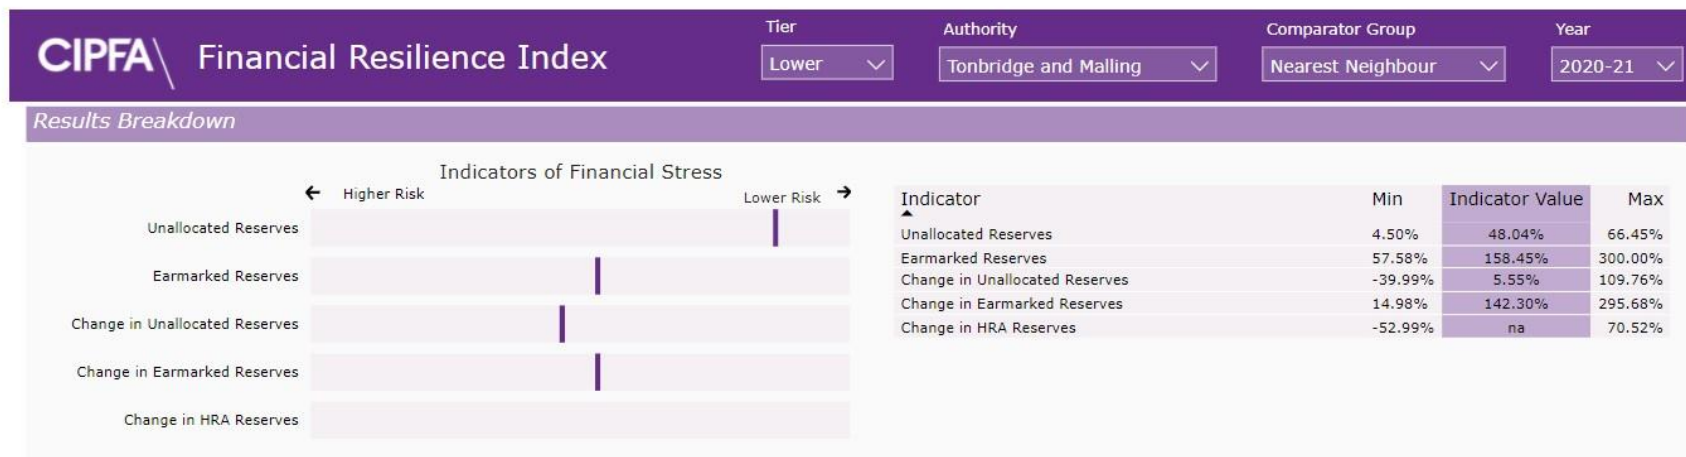 CIPFA\ Financial Resilience Index
Tier
Lower
Authority
Tonbridge and Malling
Comparator Group
Nearest Neighbour
Year
2020-21
Results Breakdown
Indicators of Financial Stress
← Higher Risk Lower Risk →
Unallocated Reserves
Earmarked Reserves
Change in Unallocated Reserves
Change in Earmarked Reserves
Change in HRA Reserves
Indicator Min Indicator Value Max
Unallocated Reserves 4.50% 48.04% 66.45%
Earmarked Reserves 57.58% 158.45% 300.00%
Change in Unallocated Reserves -39.99% 5.55% 109.76%
Change in Earmarked Reserves 14.98% 142.30% 295.68%
Change in HRA Reserves -52.99% na 70.52%